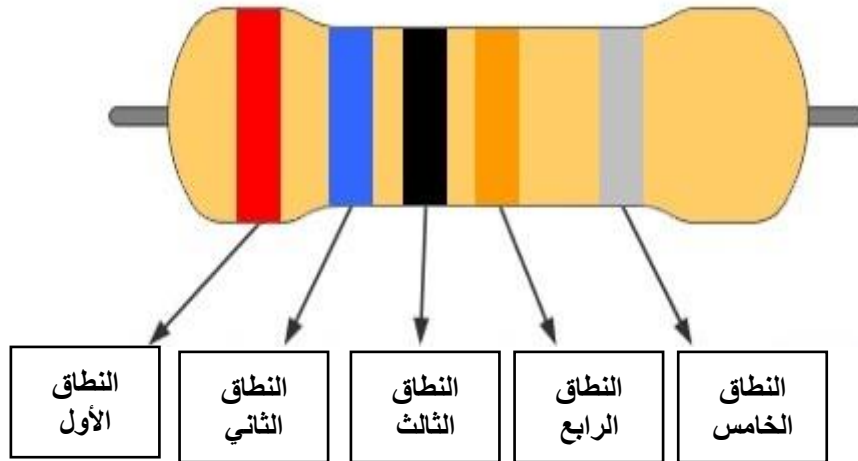 النطاق
الأول
النطاق
الثاني
النطاق
الثالث
النطاق
الرابع
النطاق
الخامس